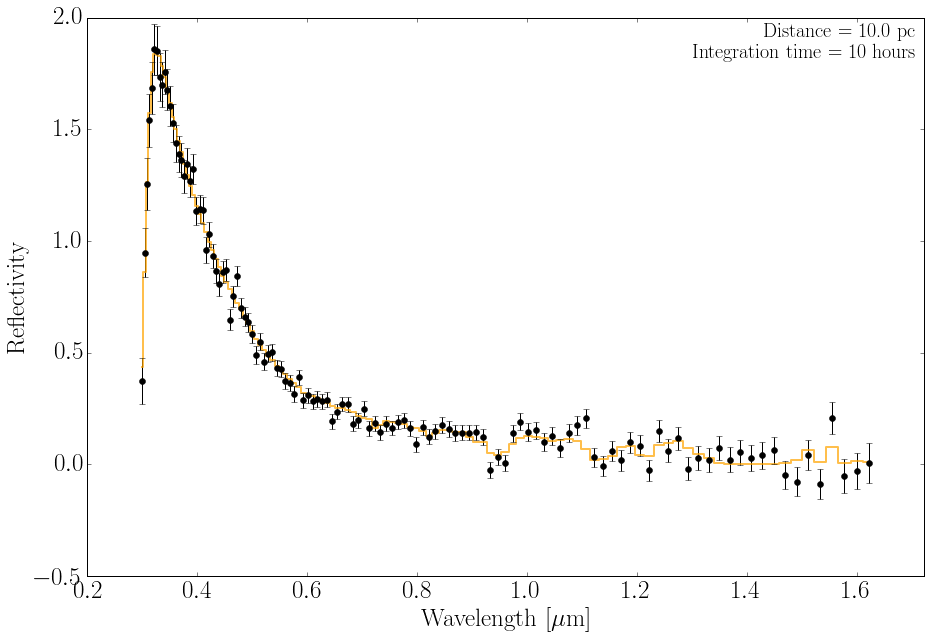 2.0
1.5
1.0
0.5
0.0
−0.5
Reflectivity
Distance = 10.0 pc
Integration time = 10 hours
0.2 0.4 0.6 0.8 1.0 1.2 1.4 1.6
Wavelength [μm]